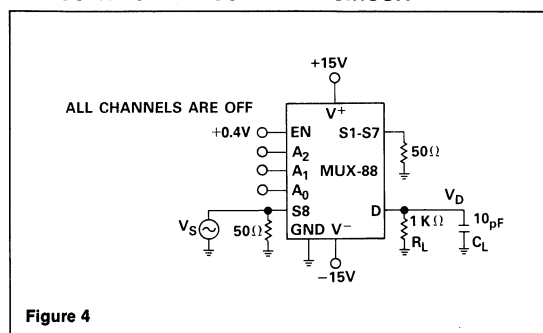 +15V
V+
ALL CHANNELS ARE OFF
+0.4V EN S1-S7
50Ω
A2
A1 MUX-88
A0
VS S8 D VD
50Ω GND V− 1 KΩ 10pF
RL CL
−15V
Figure 4